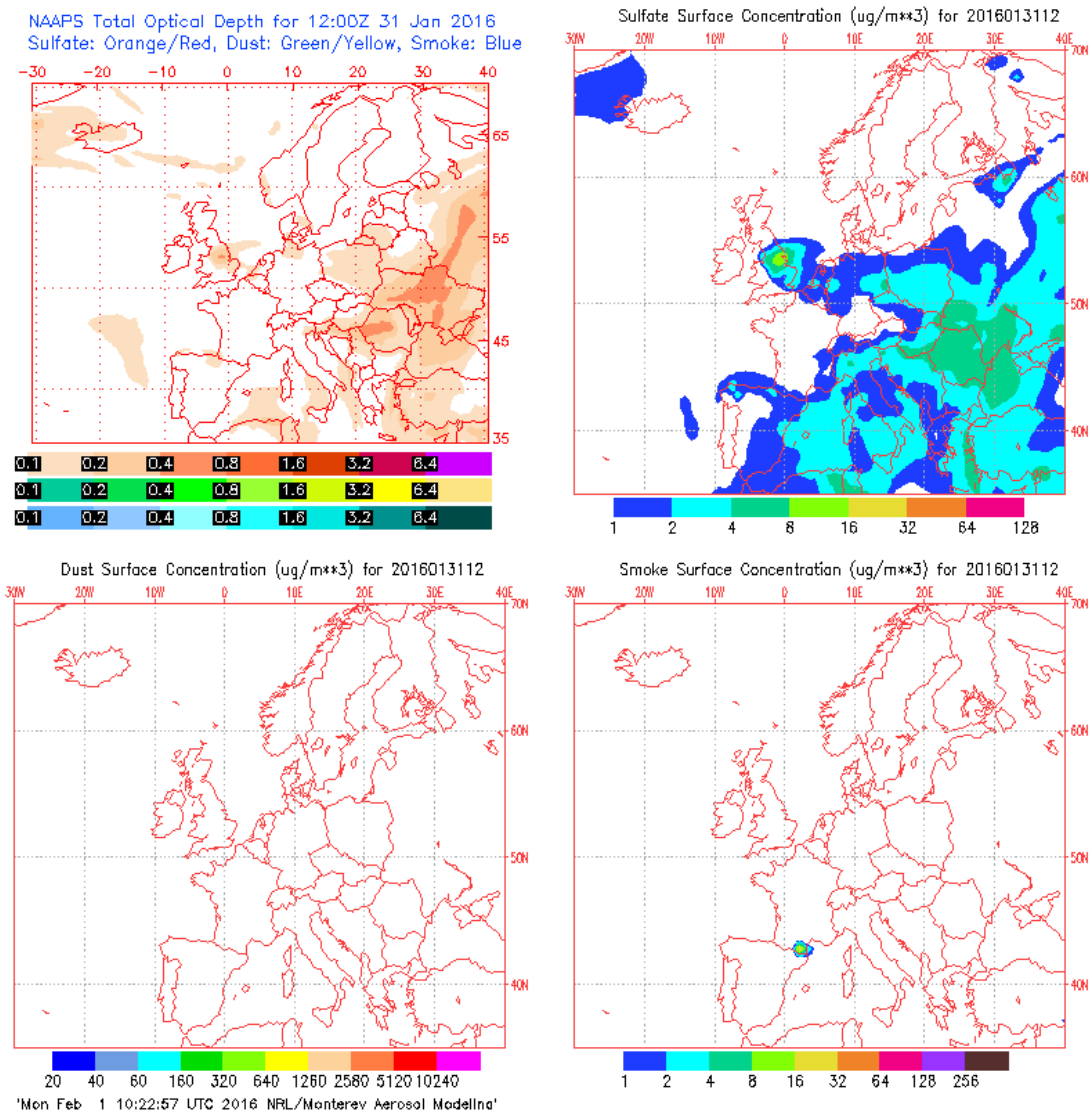 NAAPS Total Optical Depth for 12:00Z 31 Jan 2016
Sulfate: Orange/Red, Dust: Green/Yellow, Smoke: Blue
-30 -20 -10 0 10 20 30 40
65
55
45
35
0.1 0.2 0.4 0.8 1.6 3.2 6.4
0.1 0.2 0.4 0.8 1.6 3.2 6.4
0.1 0.2 0.4 0.8 1.6 3.2 6.4
Sulfate Surface Concentration (ug/m**3) for 2016013112
30W 20W 10W 0 10E 20E 30E 40E
70N
60N
50N
40N
1 2 4 8 16 32 64 128
Dust Surface Concentration (ug/m**3) for 2016013112
30W 20W 10W 0 10E 20E 30E 40E
70N
60N
50N
40N
20 40 80 160 320 640 1280 2580 5120 10240
'Mon Feb 1 10:22:57 UTC 2016 NRL/Monterey Aerosol Modeling'
Smoke Surface Concentration (ug/m**3) for 2016013112
30W 20W 10W 0 10E 20E 30E 40E
70N
60N
50N
40N
1 2 4 8 16 32 64 128 256